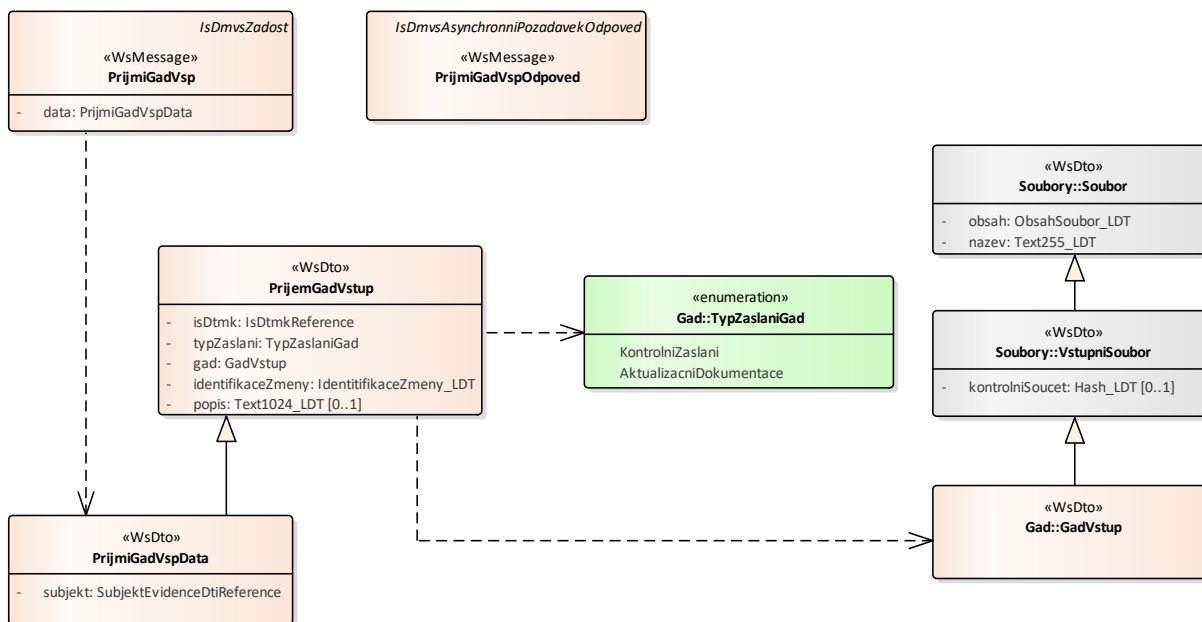 IsDmvsZadost
«WsMessage»
PrijmiGadVsp
- data: PrijmiGadVspData
IsDmvsAsynchronniPozadavekOdpoved
«WsMessage»
PrijmiGadVspOdpoved
«WsDto»
Soubory::Soubor
- obsah: ObsahSoubor_LDT
- nazev: Text255_LDT
«WsDto»
PrijemGadVstup
- isDtmk: IsDtmkReference
- typZaslani: TypZaslaniGad
- gad: GadVstup
- identifikaceZmeny: IdentitifikaceZmeny_LDT
- popis: Text1024_LDT [0..1]
«enumeration»
Gad::TypZaslaniGad
KontrolniZaslani
AktualizacniDokumentace
«WsDto»
Soubory::VstupniSoubor
- kontrolniSoucet: Hash_LDT [0..1]
«WsDto»
Gad::GadVstup
«WsDto»
PrijmiGadVspData
- subjekt: SubjektEvidenceDtiReference